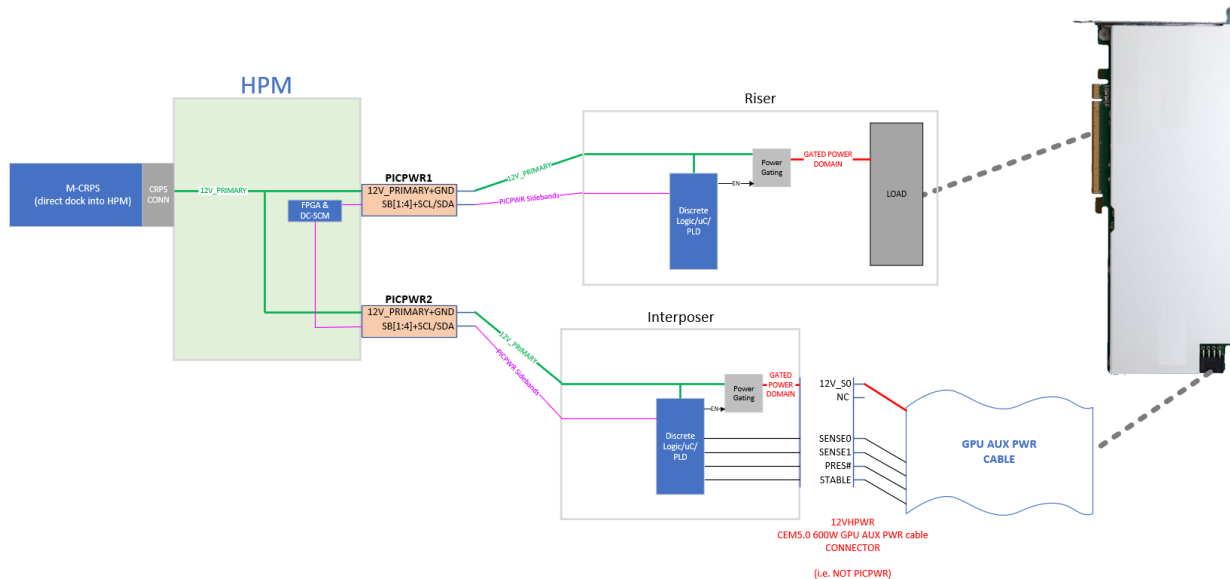 HPM
M-CRPS
(direct dock into HPM)
CRPS
CONN
12V_PRIMARY
FPGA &
DC-SCM
PICPWR1
12V_PRIMARY+GND
SB[1:4]+SCL/SDA
PICPWR2
12V_PRIMARY+GND
SB[1:4]+SCL/SDA
12V_PRIMARY
PICPWR Sidebands
12V_PRIMARY
PICPWR Sidebands
Riser
Discrete
Logic/uC/
PLD
EN
Power
Gating
GATED POWER
DOMAIN
LOAD
Interposer
Discrete
Logic/uC/
PLD
EN
Power
Gating
GATED
POWER
DOMAIN
12V_S0
NC
SENSE0
SENSE1
PRES#
STABLE
GPU AUX PWR
CABLE
12VHPWR
CEM5.0 600W GPU AUX PWR cable
CONNECTOR
(i.e. NOT PICPWR)